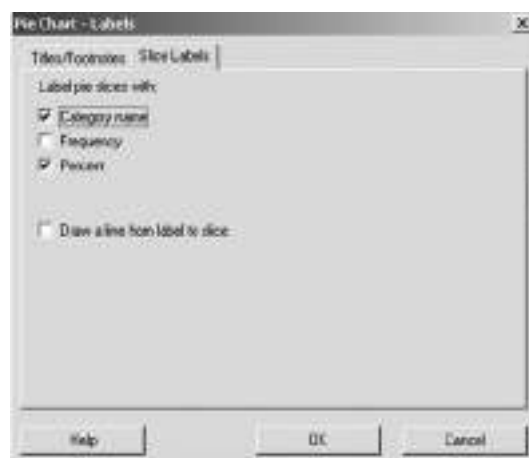 Pie Chart - Labels
Titles/Footnotes Slice Labels
Label pie slices with:
Category name
Frequency
Percent
Draw a line from label to slice
Help OK Cancel